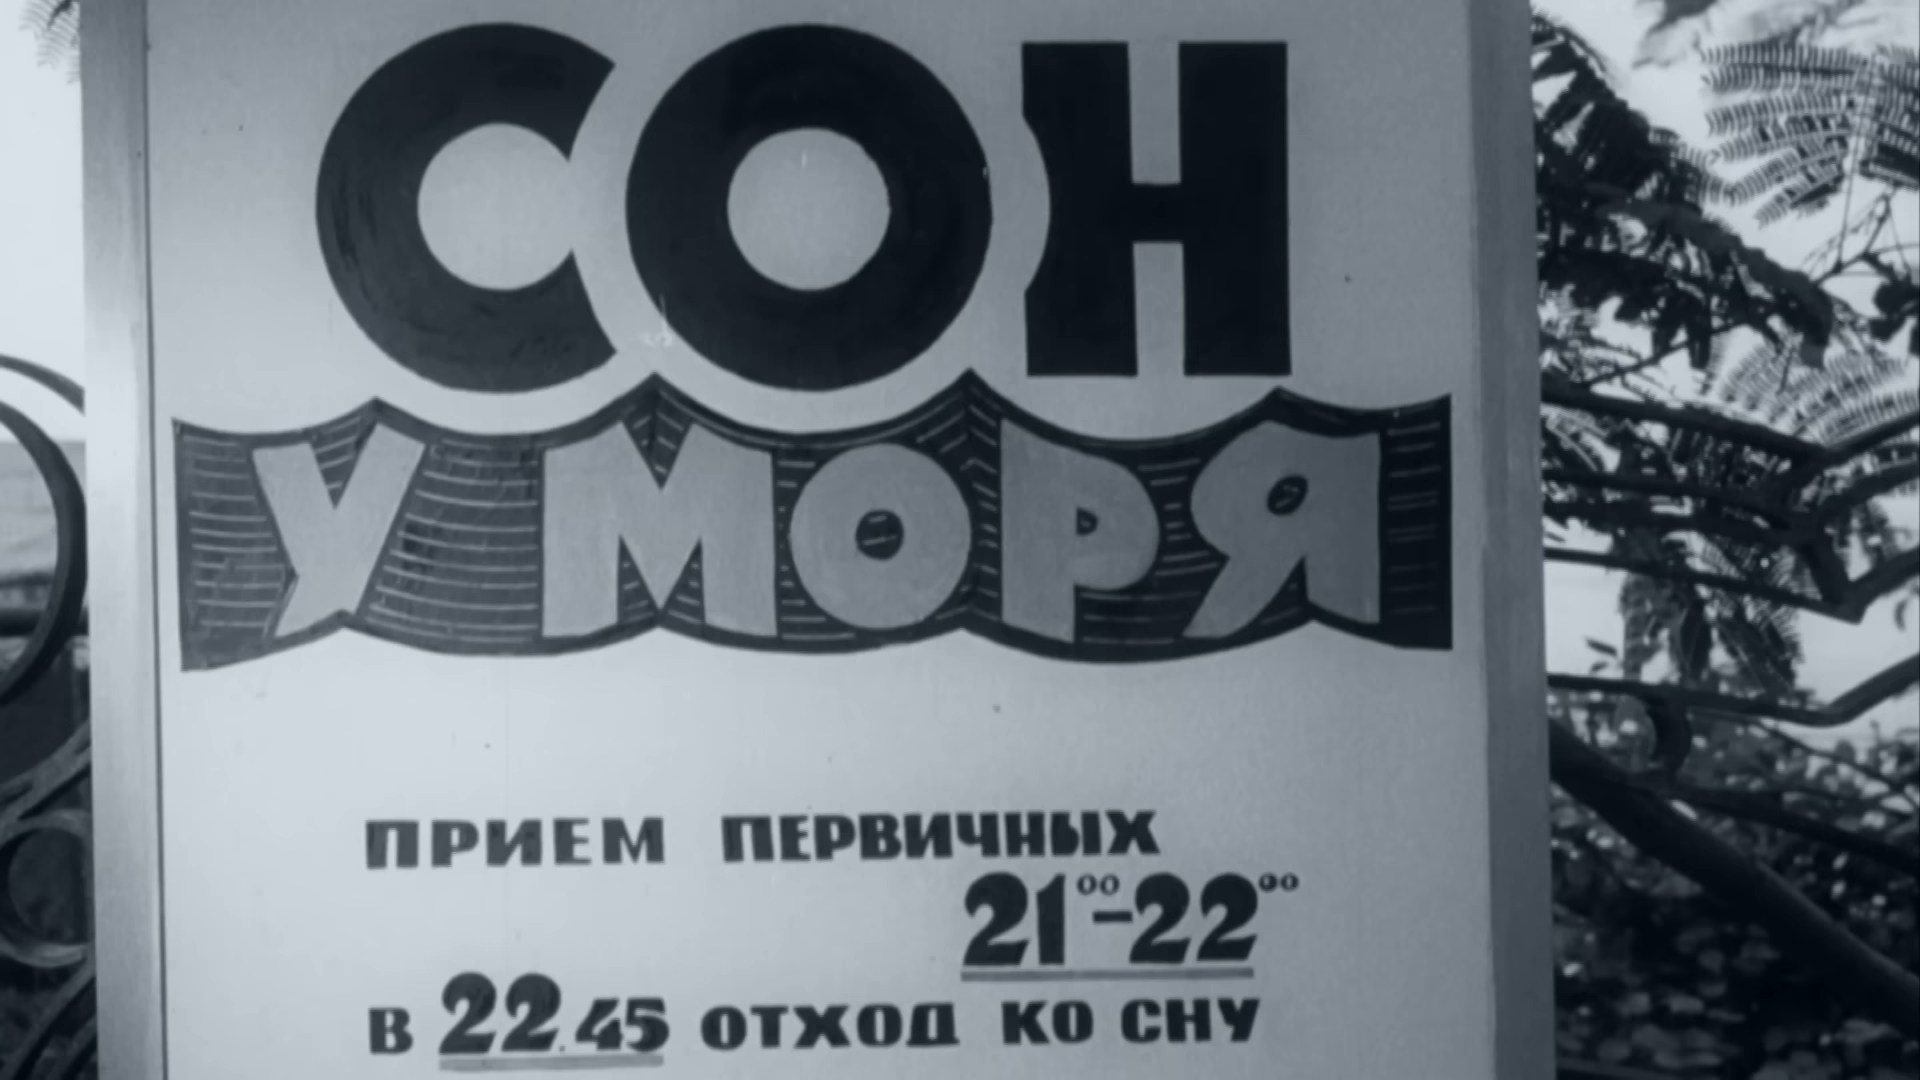 СОН
У МОРЯ
ПРИЕМ ПЕРВИЧНЫХ
21⁰⁰-22⁰⁰
В 22.45 ОТХОД КО СНУ